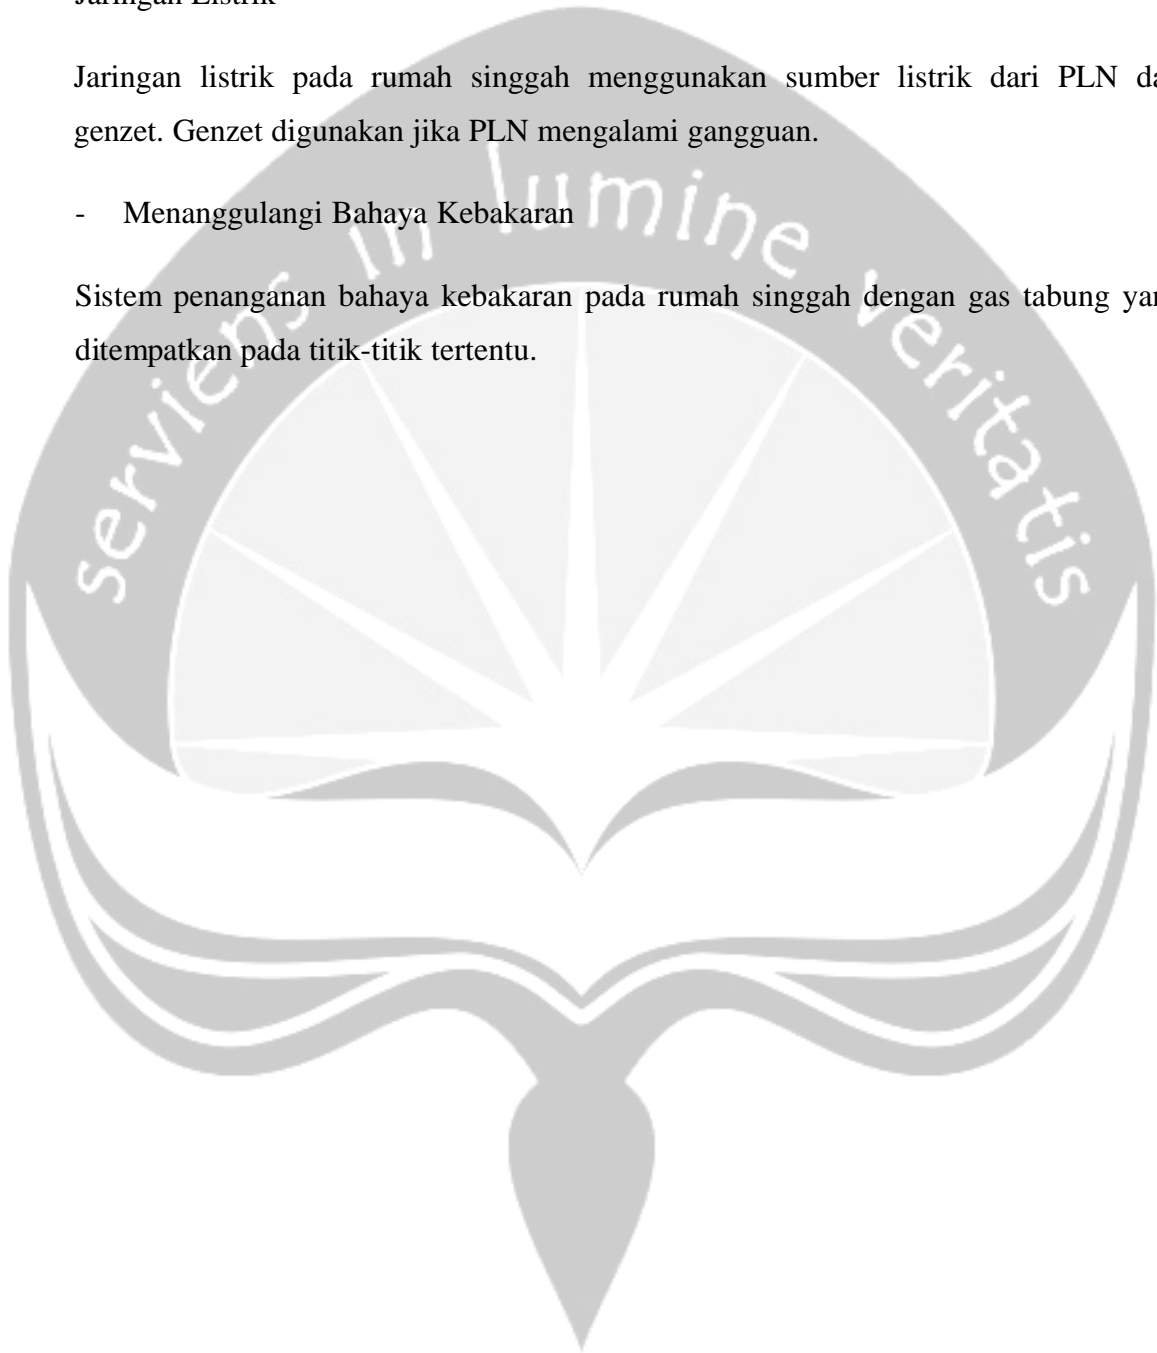 Jaringan Listrik
Jaringan listrik pada rumah singgah menggunakan sumber listrik dari PLN da
genzet. Genzet digunakan jika PLN mengalami gangguan.
- Menanggulangi Bahaya Kebakaran
Sistem penanganan bahaya kebakaran pada rumah singgah dengan gas tabung yan
ditempatkan pada titik-titik tertentu.
serviens in lumine veritatis